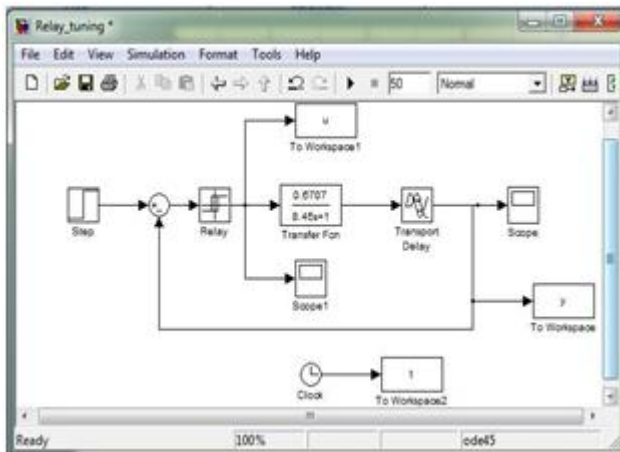 Relay_tuning *
File Edit View Simulation Format Tools Help
50 Normal
u
To Workspace1
Step
Relay
0.6707
8.46s+1
Transfer Fcn
Transport
Delay
Scope
Scope1
y
To Workspace
Clock
t
To Workspace2
Ready 100% ode45